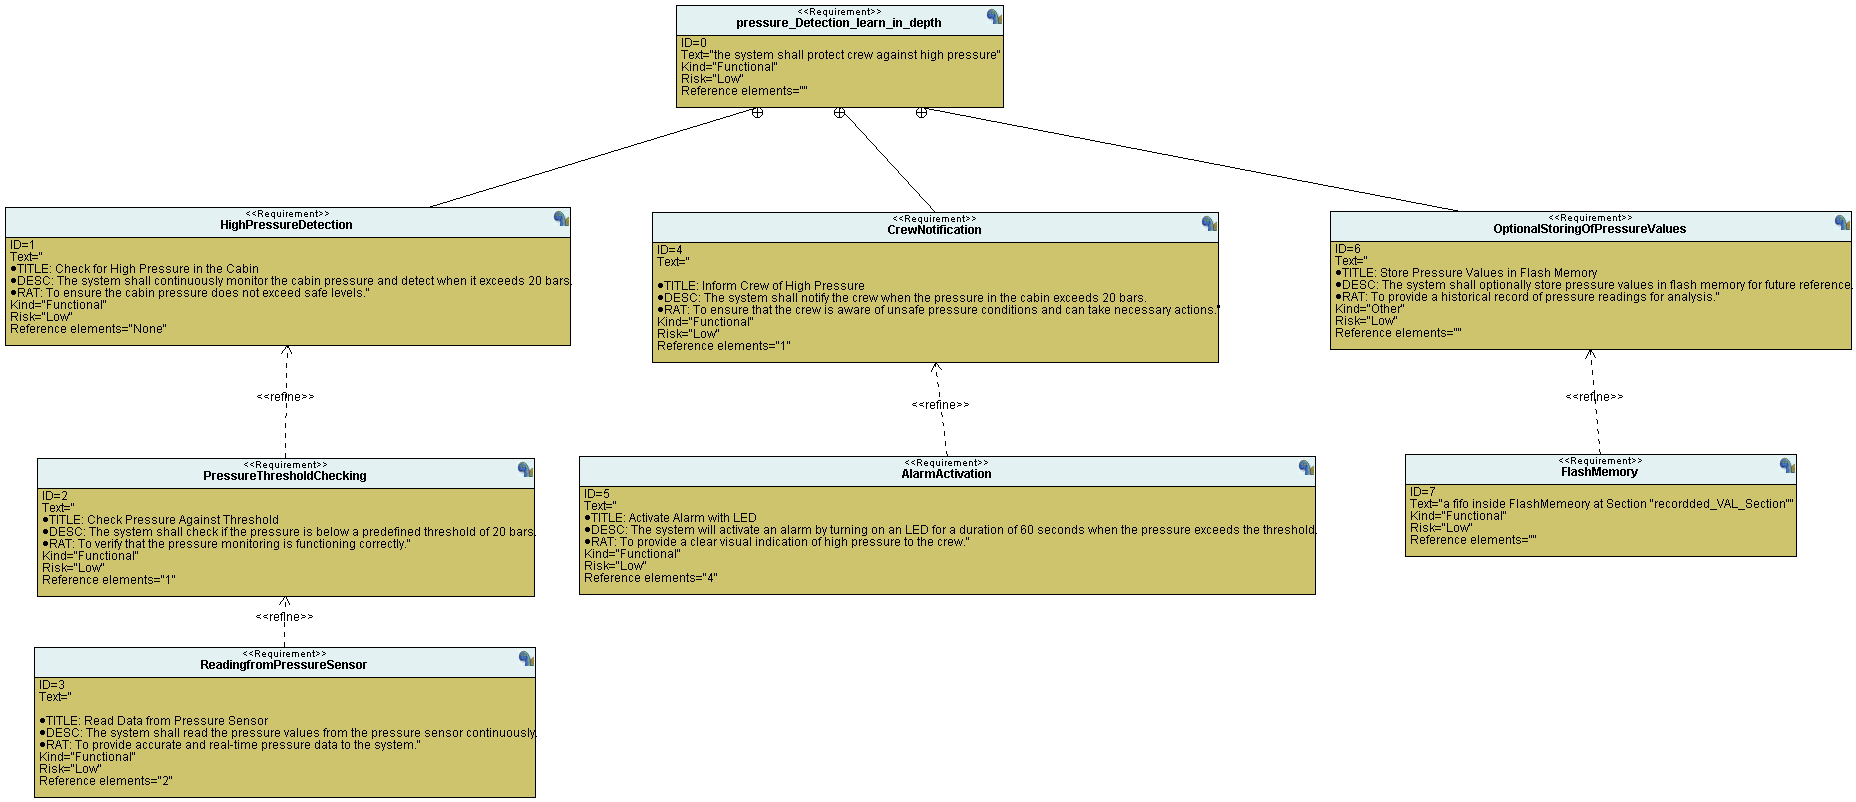 <<Requirement>>
pressure_Detection_learn_in_depth
ID=0
Text="the system shall protect crew against high pressure"
Kind="Functional"
Risk="Low"
Reference elements=""
<<Requirement>>
HighPressureDetection
ID=1
Text="
●TITLE: Check for High Pressure in the Cabin
●DESC: The system shall continuously monitor the cabin pressure and detect when it exceeds 20 bars.
●RAT: To ensure the cabin pressure does not exceed safe levels."
Kind="Functional"
Risk="Low"
Reference elements="None"
<<Requirement>>
CrewNotification
ID=4
Text="
●TITLE: Inform Crew of High Pressure
●DESC: The system shall notify the crew when the pressure in the cabin exceeds 20 bars.
●RAT: To ensure that the crew is aware of unsafe pressure conditions and can take necessary actions."
Kind="Functional"
Risk="Low"
Reference elements="1"
<<Requirement>>
OptionalStoringOfPressureValues
ID=6
Text="
●TITLE: Store Pressure Values in Flash Memory
●DESC: The system shall optionally store pressure values in flash memory for future reference.
●RAT: To provide a historical record of pressure readings for analysis."
Kind="Other"
Risk="Low"
Reference elements=""
<<refine>>
<<refine>>
<<refine>>
<<Requirement>>
PressureThresholdChecking
ID=2
Text="
●TITLE: Check Pressure Against Threshold
●DESC: The system shall check if the pressure is below a predefined threshold of 20 bars.
●RAT: To verify that the pressure monitoring is functioning correctly."
Kind="Functional"
Risk="Low"
Reference elements="1"
<<Requirement>>
AlarmActivation
ID=5
Text="
●TITLE: Activate Alarm with LED
●DESC: The system will activate an alarm by turning on an LED for a duration of 60 seconds when the pressure exceeds the threshold.
●RAT: To provide a clear visual indication of high pressure to the crew."
Kind="Functional"
Risk="Low"
Reference elements="4"
<<Requirement>>
FlashMemory
ID=7
Text="a fifo inside FlashMemeory at Section "recordded_VAL_Section""
Kind="Functional"
Risk="Low"
Reference elements=""
<<refine>>
<<Requirement>>
ReadingfromPressureSensor
ID=3
Text="
●TITLE: Read Data from Pressure Sensor
●DESC: The system shall read the pressure values from the pressure sensor continuously.
●RAT: To provide accurate and real-time pressure data to the system."
Kind="Functional"
Risk="Low"
Reference elements="2"